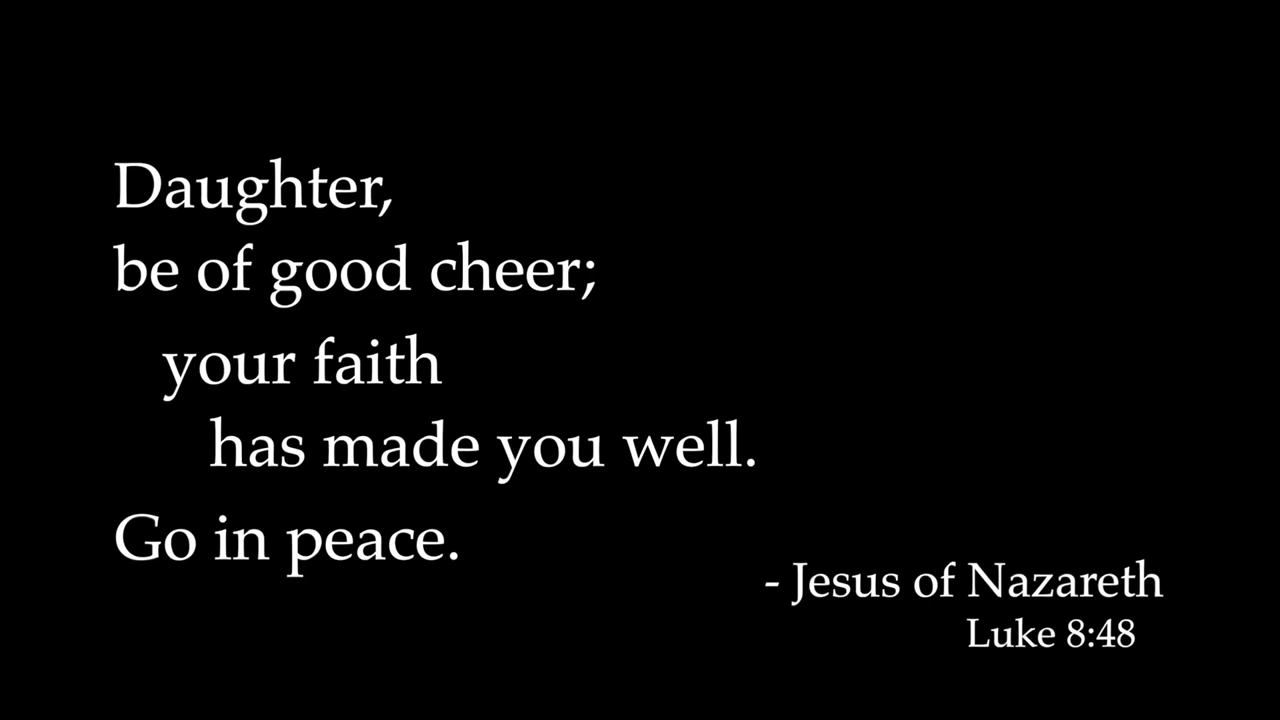 Daughter,
be of good cheer;
your faith
has made you well.
Go in peace.
- Jesus of Nazareth
Luke 8:48